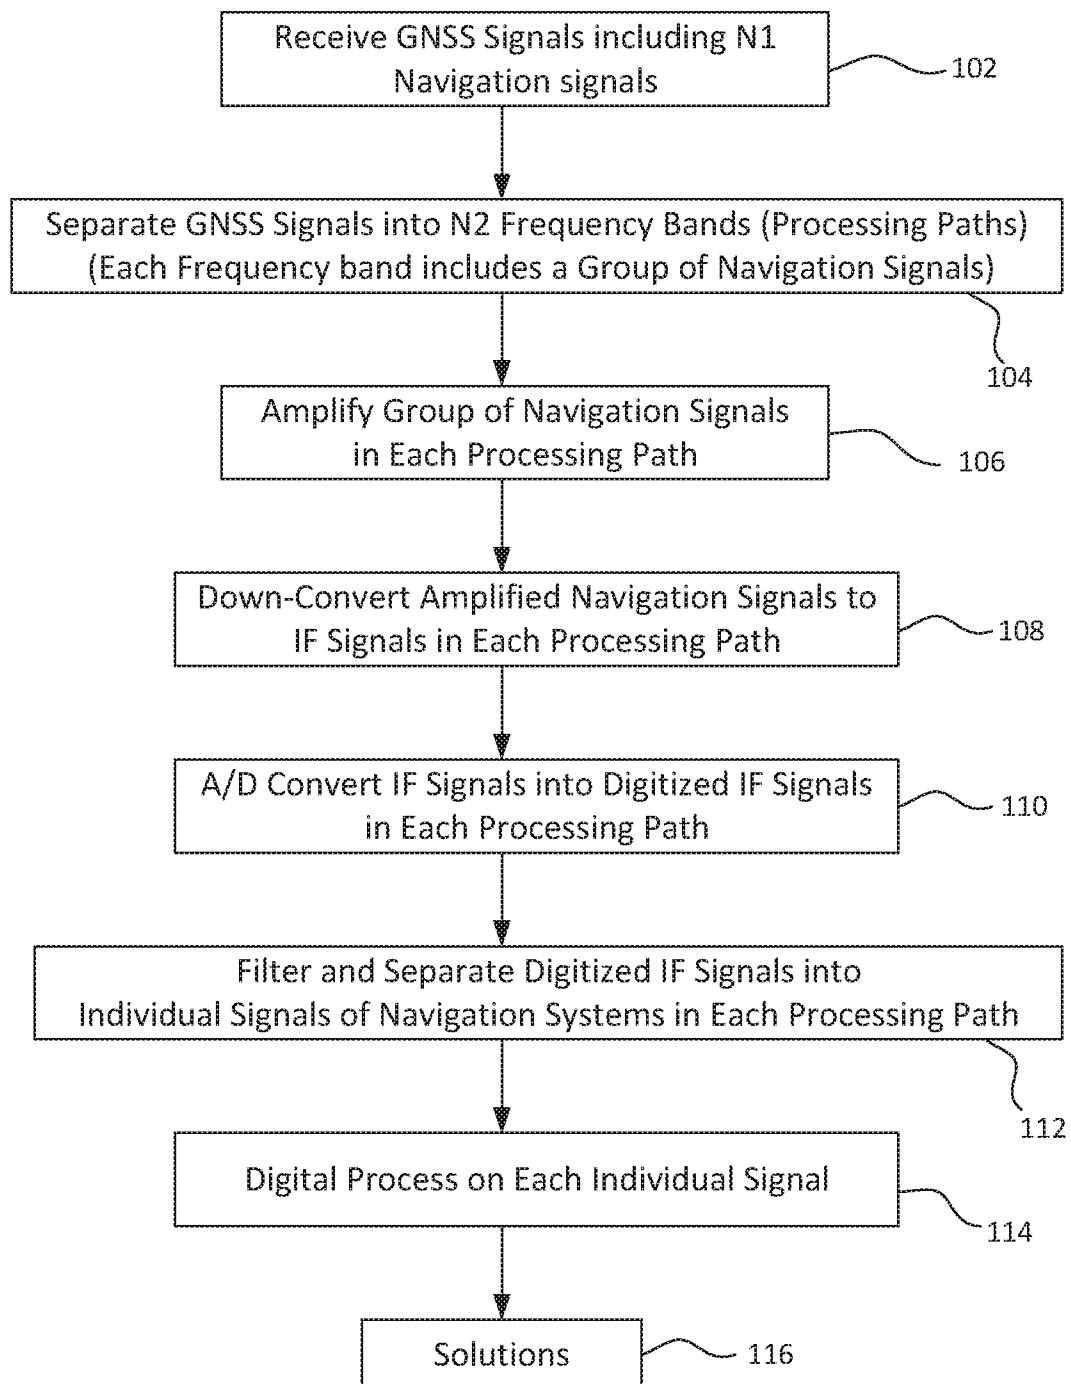 Receive GNSS Signals including N1
Navigation signals
102
Separate GNSS Signals into N2 Frequency Bands (Processing Paths)
(Each Frequency band includes a Group of Navigation Signals)
104
Amplify Group of Navigation Signals
in Each Processing Path
106
Down-Convert Amplified Navigation Signals to
IF Signals in Each Processing Path
108
A/D Convert IF Signals into Digitized IF Signals
in Each Processing Path
110
Filter and Separate Digitized IF Signals into
Individual Signals of Navigation Systems in Each Processing Path
112
Digital Process on Each Individual Signal
114
Solutions
116